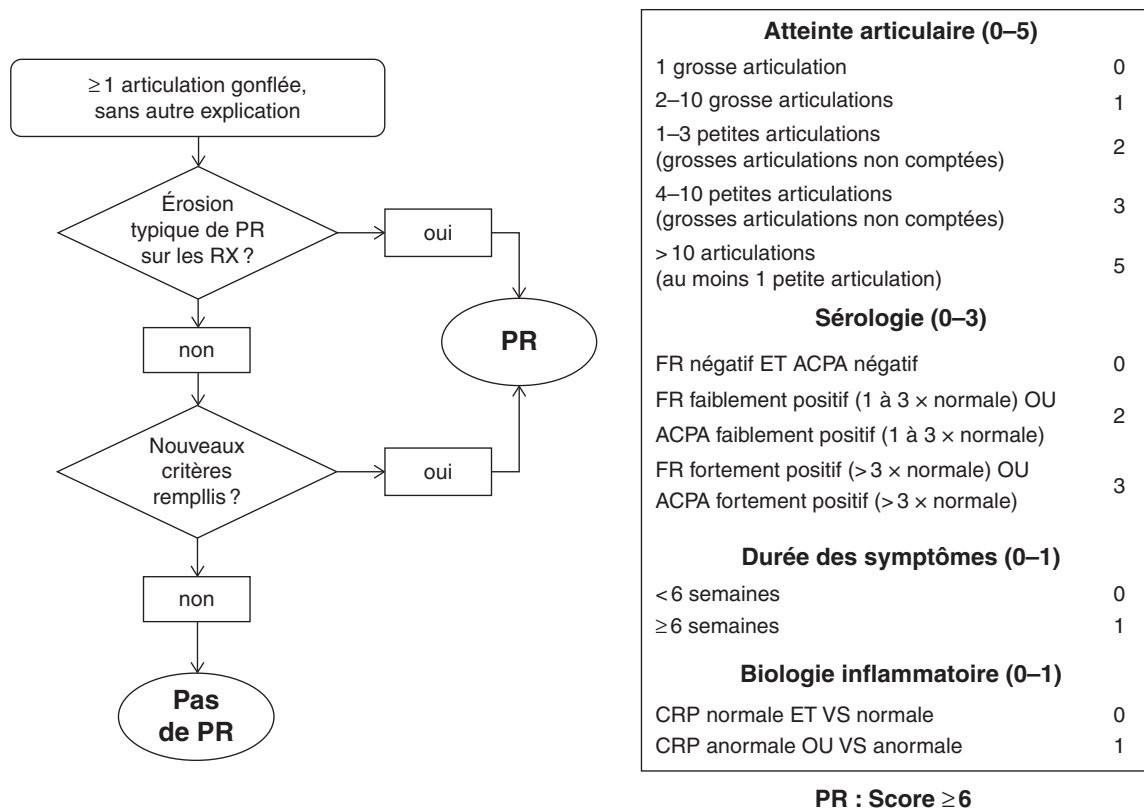 ≥ 1 articulation gonflée,
sans autre explication
Érosion
typique de PR
sur les RX ?
oui
non
PR
Nouveaux
critères
rempllis ?
oui
non
Pas
de PR
Atteinte articulaire (0–5)
1 grosse articulation 0
2–10 grosse articulations 1
1–3 petites articulations
(grosses articulations non comptées) 2
4–10 petites articulations
(grosses articulations non comptées) 3
> 10 articulations
(au moins 1 petite articulation) 5
Sérologie (0–3)
FR négatif ET ACPA négatif 0
FR faiblement positif (1 à 3 × normale) OU
ACPA faiblement positif (1 à 3 × normale) 2
FR fortement positif (> 3 × normale) OU
ACPA fortement positif (> 3 × normale) 3
Durée des symptômes (0–1)
< 6 semaines 0
≥ 6 semaines 1
Biologie inflammatoire (0–1)
CRP normale ET VS normale 0
CRP anormale OU VS anormale 1
PR : Score ≥ 6